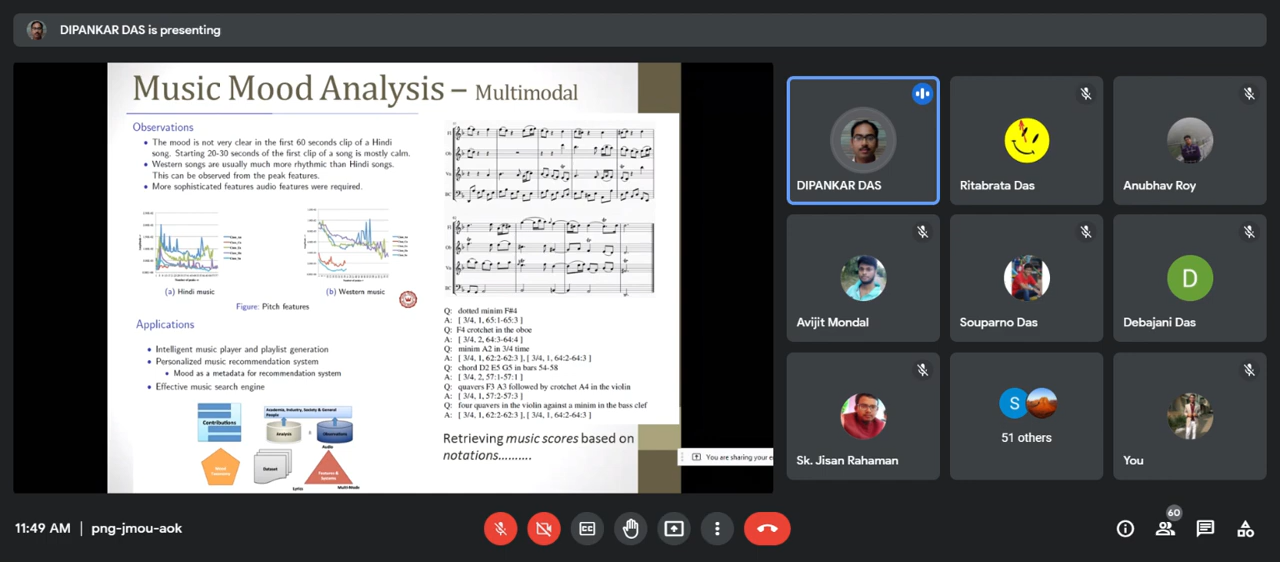 DIPANKAR DAS is presenting
Music Mood Analysis – Multimodal
Observations
The mood is not very clear in the first 60 seconds clip of a Hindi
song. Starting 20-30 seconds of the first clip of a song is mostly calm.
Western songs are usually much more rhythmic than Hindi songs.
This can be observed from the peak features.
More sophisticated features audio features were required.
(a) Hindi music
(b) Western music
Figure: Pitch features
Applications
Intelligent music player and playlist generation
Personalized music recommendation system
Mood as a metadata for recommendation system
Effective music search engine
Contributions
Academia, Industry, Society & General
People
Analysis
Observations
Audio
Dataset
Features &
Lyrics
Multi-Mode
Q: dotted minim F#4
A: [ 3/4, 1, 65:1-65:3 ]
Q: F4 crotchet in the oboe
A: [ 3/4, 2, 64:3-64:4 ]
Q: minim A2 in 3/4 time
A: [ 3/4, 1, 62:2-62:3 ], [ 3/4, 1, 64:2-64:3 ]
Q: chord D2 E5 G5 in bars 54-58
A: [ 3/4, 2, 57:1-57:1 ]
Q: quavers F3 A3 followed by crotchet A4 in the violin
A: [ 3/4, 1, 57:2-57:3 ]
Q: four quavers in the violin against a minim in the bass clef
A: [ 3/4, 1, 62:2-62:3 ], [ 3/4, 1, 64:2-64:3 ]
Retrieving music scores based on
notations..........
You are sharing your e
DIPANKAR DAS
Ritabrata Das
Anubhav Roy
Avijit Mondal
Souparno Das
D
Debajani Das
Sk. Jisan Rahaman
S
51 others
You
11:49 AM | png-jmou-aok
CC
60